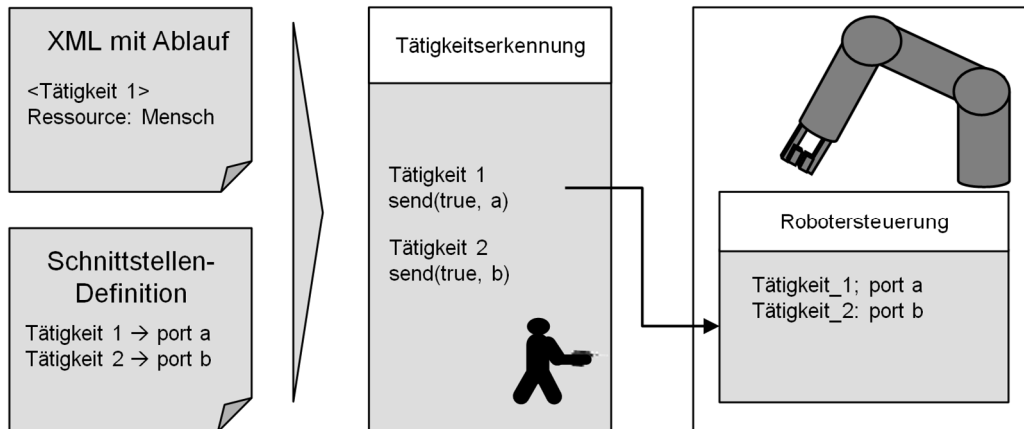 XML mit Ablauf
<Tätigkeit 1>
Ressource: Mensch
Schnittstellen-
Definition
Tätigkeit 1 → port a
Tätigkeit 2 → port b
Tätigkeitserkennung
Tätigkeit 1
send(true, a)
Tätigkeit 2
send(true, b)
Robotersteuerung
Tätigkeit_1; port a
Tätigkeit_2: port b